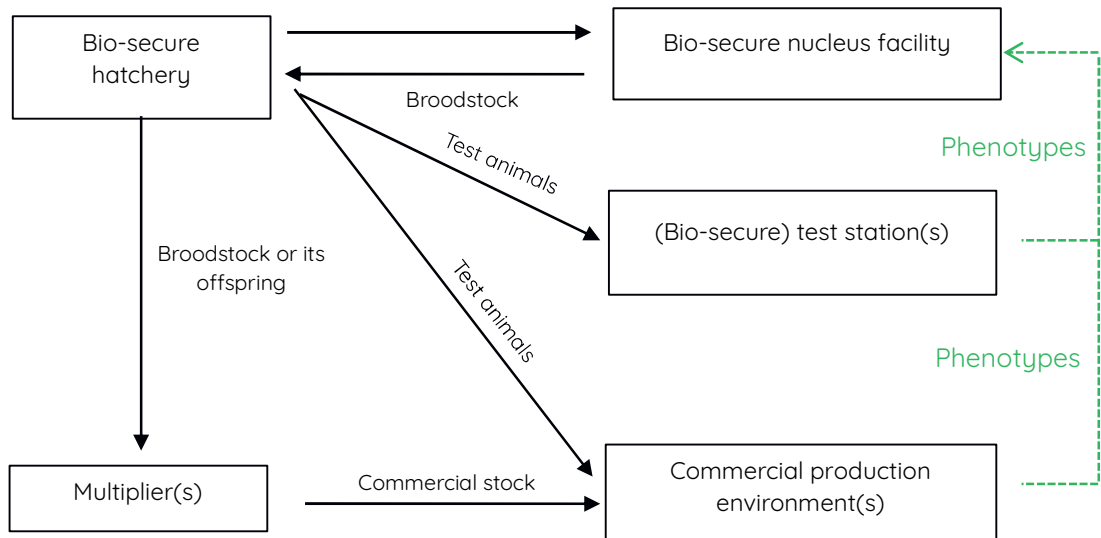 Bio-secure
hatchery
Bio-secure nucleus facility
Broodstock
Phenotypes
Test animals
(Bio-secure) test station(s)
Broodstock or its
offspring
Test animals
Phenotypes
Multiplier(s)
Commercial stock
Commercial production
environment(s)